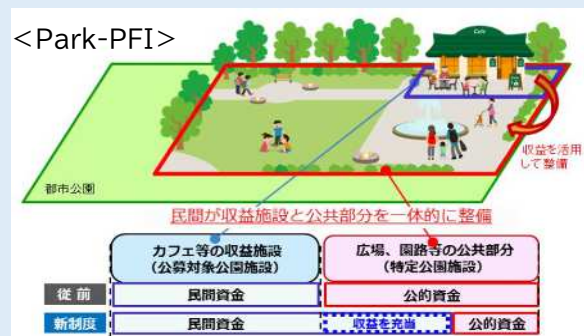 <Park-PFI>
Cafe
収益を活用
して整備
都市公園
民間が収益施設と公共部分を一体的に整備
カフェ等の収益施設
(公募対象公園施設)
広場、園路等の公共部分
(特定公園施設)
従前
民間資金
公的資金
新制度
民間資金
収益を充当
公的資金